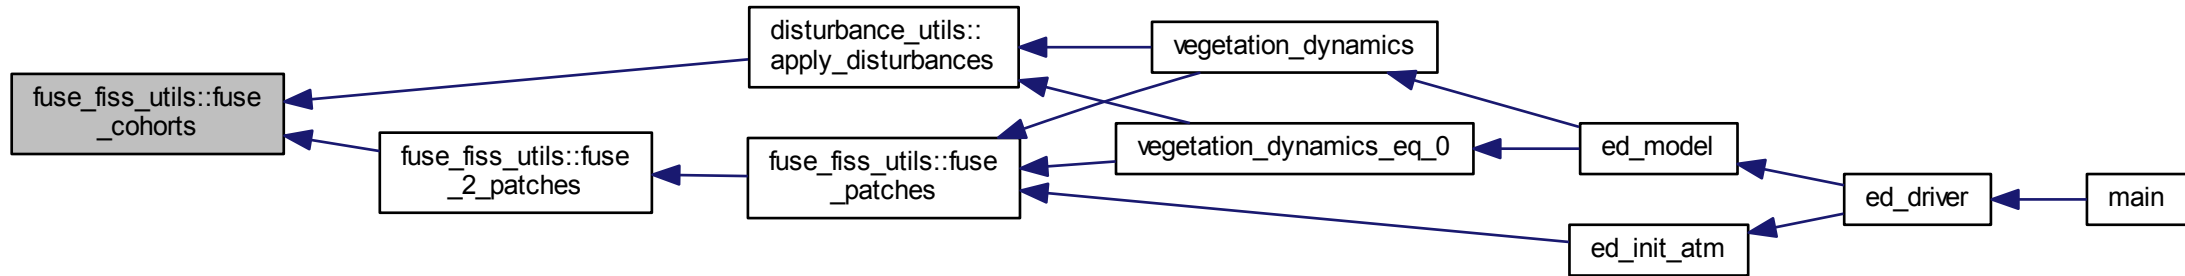 fuse_fiss_utils::fuse
_cohorts
disturbance_utils::
apply_disturbances
fuse_fiss_utils::fuse
_2_patches
fuse_fiss_utils::fuse
_patches
vegetation_dynamics
vegetation_dynamics_eq_0
ed_model
ed_init_atm
ed_driver
main